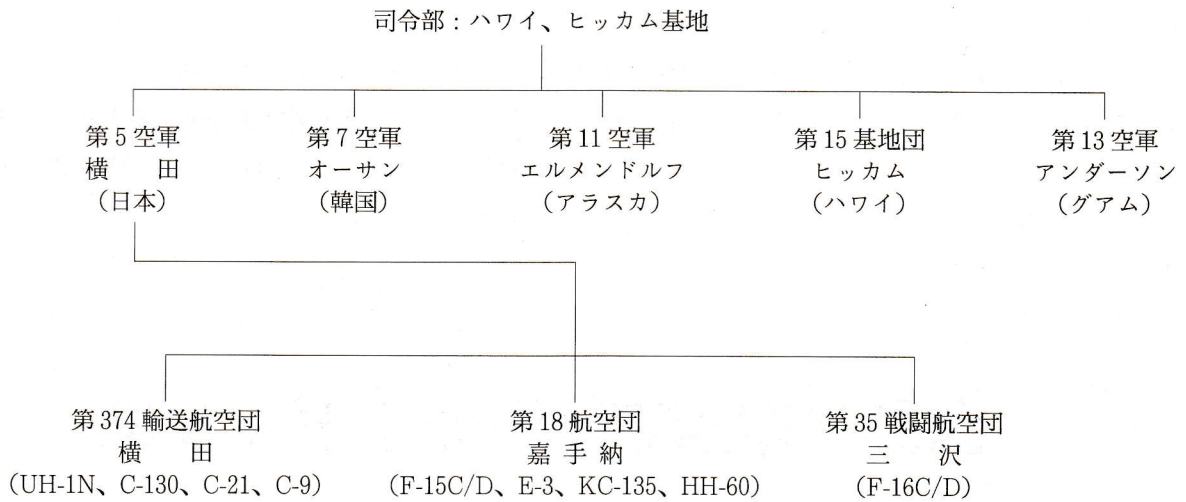 司令部：ハワイ、ヒッカム基地
第5空軍
横　田
（日本）
第7空軍
オーサン
（韓国）
第11空軍
エルメンドルフ
（アラスカ）
第15基地団
ヒッカム
（ハワイ）
第13空軍
アンダーソン
（グアム）
第374輸送航空団
横　田
（UH-1N、C-130、C-21、C-9）
第18航空団
嘉手納
（F-15C/D、E-3、KC-135、HH-60）
第35戦闘航空団
三　沢
（F-16C/D）